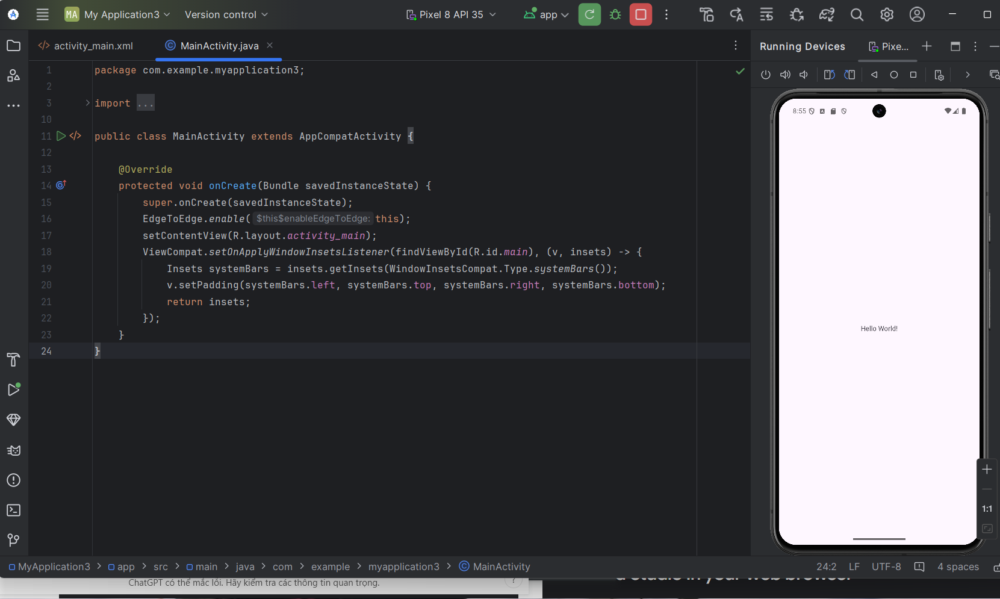 MA My Application3 Version control Pixel 8 API 35 app
activity_main.xml MainActivity.java Running Devices Pixe...
1 package com.example.myapplication3;
2
3 import ...
10
11 public class MainActivity extends AppCompatActivity {
12
13 @Override
14 protected void onCreate(Bundle savedInstanceState) {
15 super.onCreate(savedInstanceState);
16 EdgeToEdge.enable( $this$enableEdgeToEdge: this);
17 setContentView(R.layout.activity_main);
18 ViewCompat.setOnApplyWindowInsetsListener(findViewById(R.id.main), (v, insets) -> {
19 Insets systemBars = insets.getInsets(WindowInsetsCompat.Type.systemBars());
20 v.setPadding(systemBars.left, systemBars.top, systemBars.right, systemBars.bottom);
21 return insets;
22 });
23 }
24 }
8:55
Hello World!
1:1
MyApplication3 > app > src > main > java > com > example > myapplication3 > MainActivity 24:2 LF UTF-8 4 spaces
ChatGPT có thể mắc lỗi. Hãy kiểm tra các thông tin quan trọng. ?
a studio in your web browser